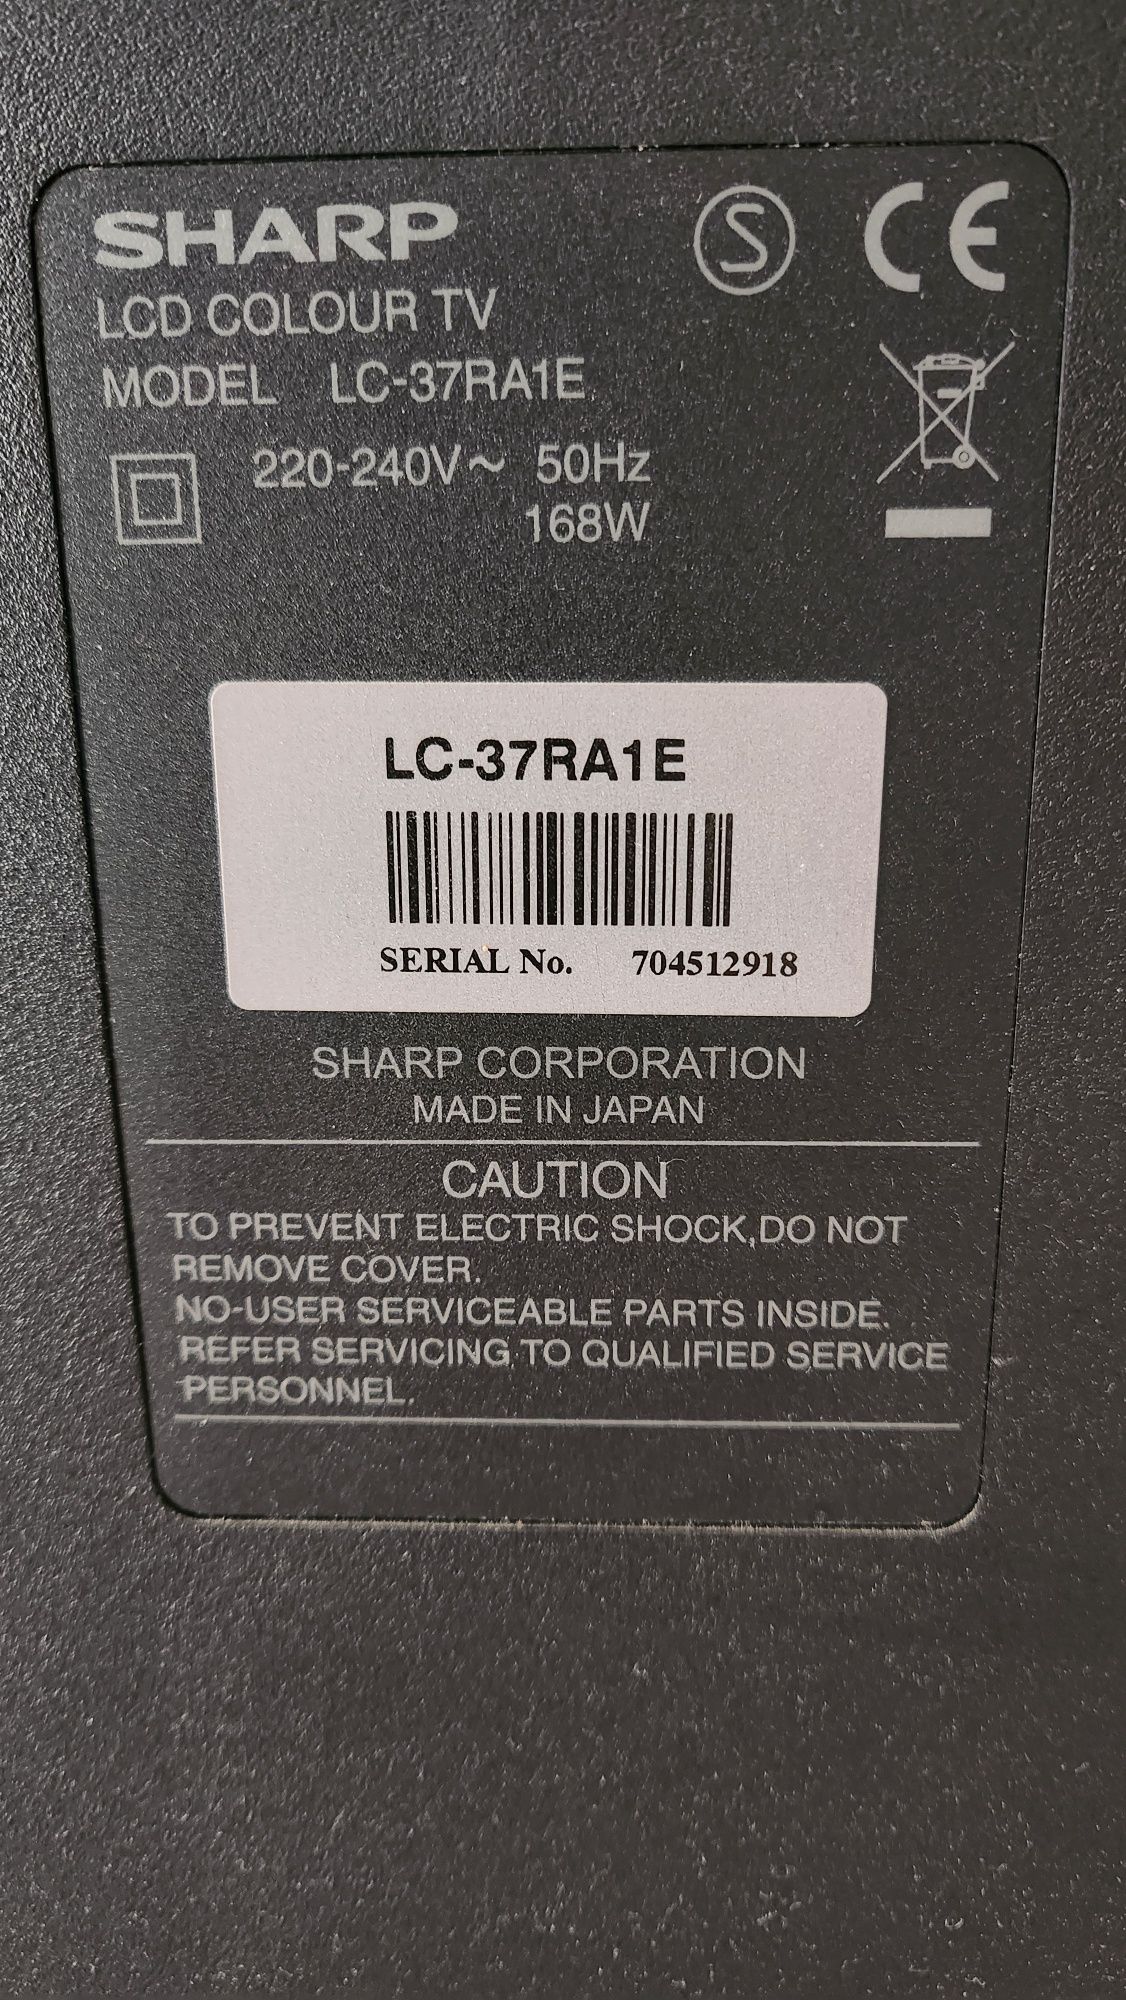 SHARP
LCD COLOUR TV
MODEL LC-37RA1E
220-240V~ 50Hz
168W
S
CE
LC-37RA1E
SERIAL No. 704512918
SHARP CORPORATION
MADE IN JAPAN
CAUTION
TO PREVENT ELECTRIC SHOCK,DO NOT
REMOVE COVER.
NO-USER SERVICEABLE PARTS INSIDE.
REFER SERVICING TO QUALIFIED SERVICE
PERSONNEL.